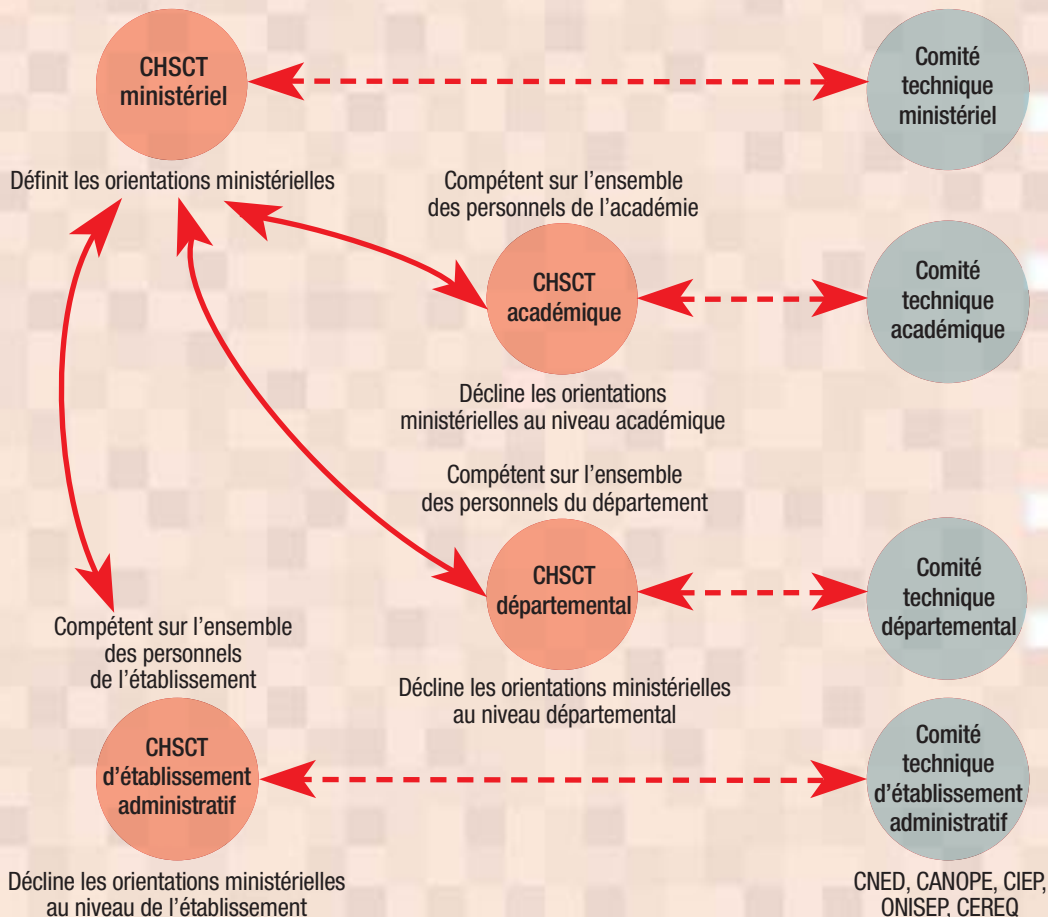 CHSCT
ministériel
Comité
technique
ministériel
Définit les orientations ministérielles
Compétent sur l’ensemble
des personnels de l’académie
CHSCT
académique
Comité
technique
académique
Décline les orientations
ministérielles au niveau académique
Compétent sur l’ensemble
des personnels du département
CHSCT
départemental
Comité
technique
départemental
Décline les orientations ministérielles
au niveau départemental
Compétent sur l’ensemble
des personnels
de l’établissement
CHSCT
d’établissement
administratif
Comité
technique
d’établissement
administratif
Décline les orientations ministérielles
au niveau de l’établissement
CNED, CANOPE, CIEP,
ONISEP, CEREQ